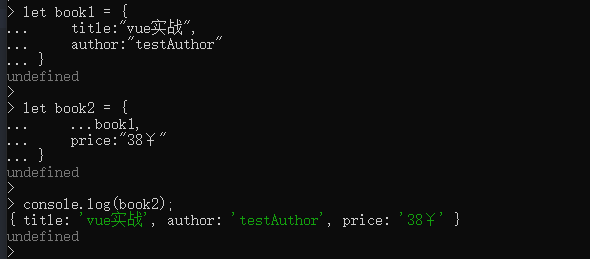 > let book1 = {
...     title:"vue实战",
...     author:"testAuthor"
... }
undefined
>
> let book2 = {
...     ...book1,
...     price:"38￥"
... }
undefined
>
> console.log(book2);
{ title: 'vue实战', author: 'testAuthor', price: '38￥' }
undefined
>